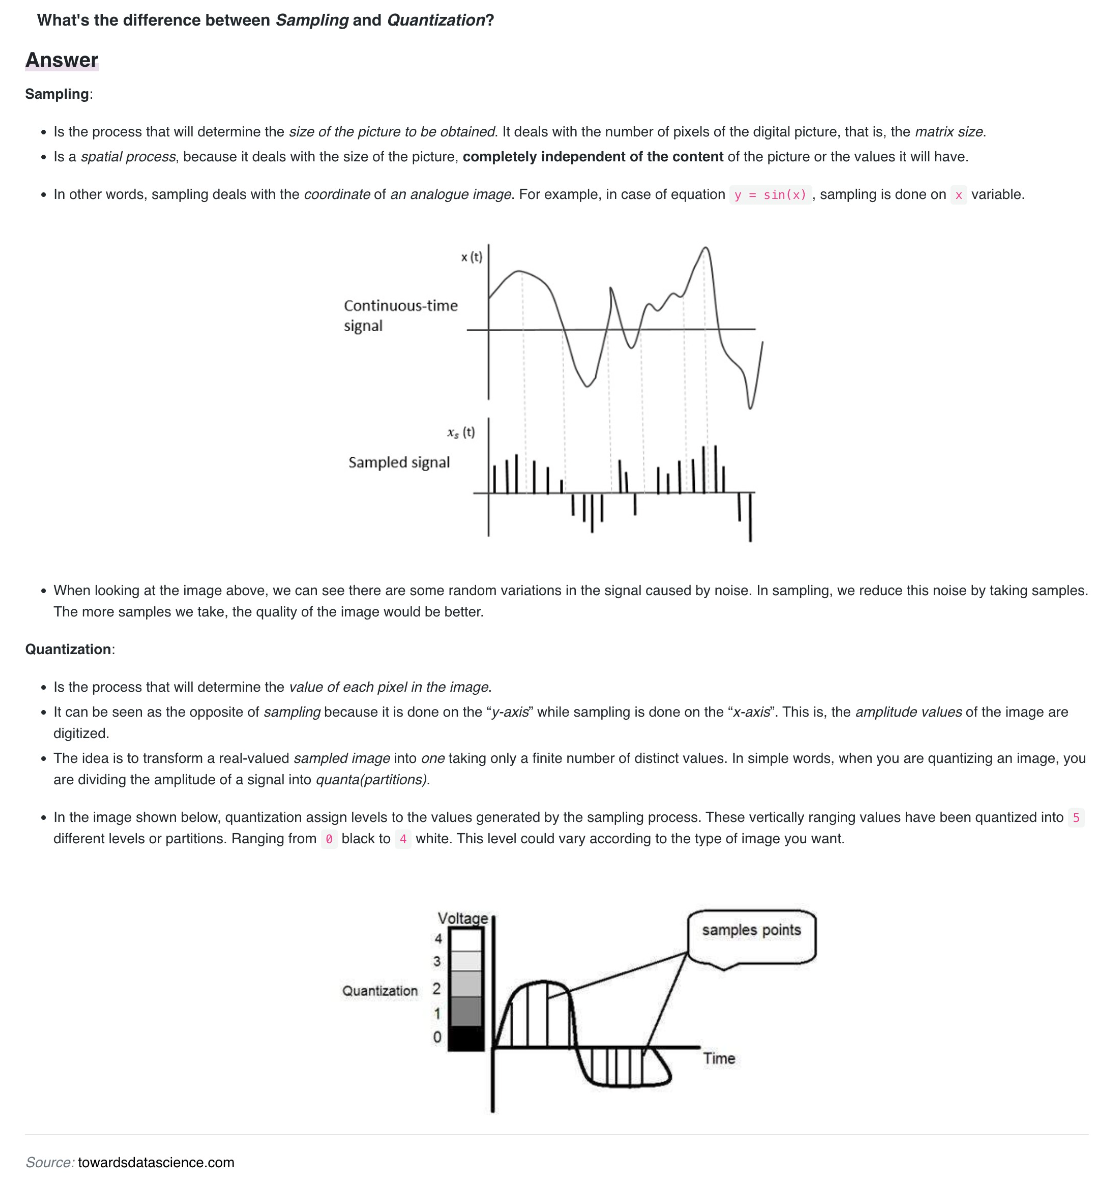 What's the difference between Sampling and Quantization?
Answer
Sampling:
• Is the process that will determine the size of the picture to be obtained. It deals with the number of pixels of the digital picture, that is, the matrix size.
• Is a spatial process, because it deals with the size of the picture, completely independent of the content of the picture or the values it will have.
• In other words, sampling deals with the coordinate of an analogue image. For example, in case of equation y = sin(x) , sampling is done on x variable.
x (t)
Continuous-time
signal
xs (t)
Sampled signal
• When looking at the image above, we can see there are some random variations in the signal caused by noise. In sampling, we reduce this noise by taking samples.
The more samples we take, the quality of the image would be better.
Quantization:
• Is the process that will determine the value of each pixel in the image.
• It can be seen as the opposite of sampling because it is done on the “y-axis” while sampling is done on the “x-axis”. This is, the amplitude values of the image are
digitized.
• The idea is to transform a real-valued sampled image into one taking only a finite number of distinct values. In simple words, when you are quantizing an image, you
are dividing the amplitude of a signal into quanta(partitions).
• In the image shown below, quantization assign levels to the values generated by the sampling process. These vertically ranging values have been quantized into 5
different levels or partitions. Ranging from 0 black to 4 white. This level could vary according to the type of image you want.
Voltage
samples points
4
3
Quantization 2
1
0
Time
Source: towardsdatascience.com